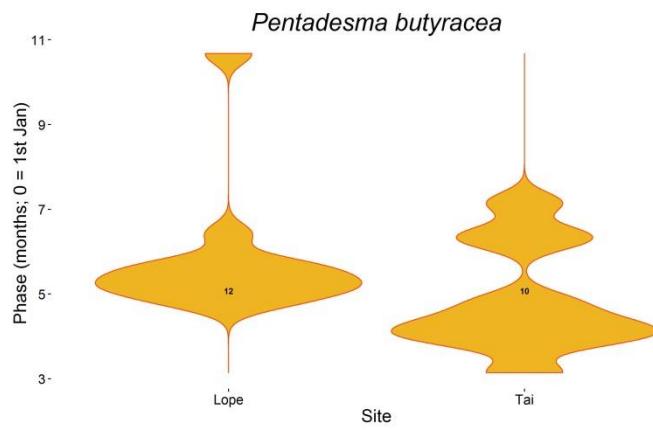 Pentadesma butyracea
Phase (months; 0 = 1st Jan)
11
9
7
5
3
12
10
Lope
Tai
Site